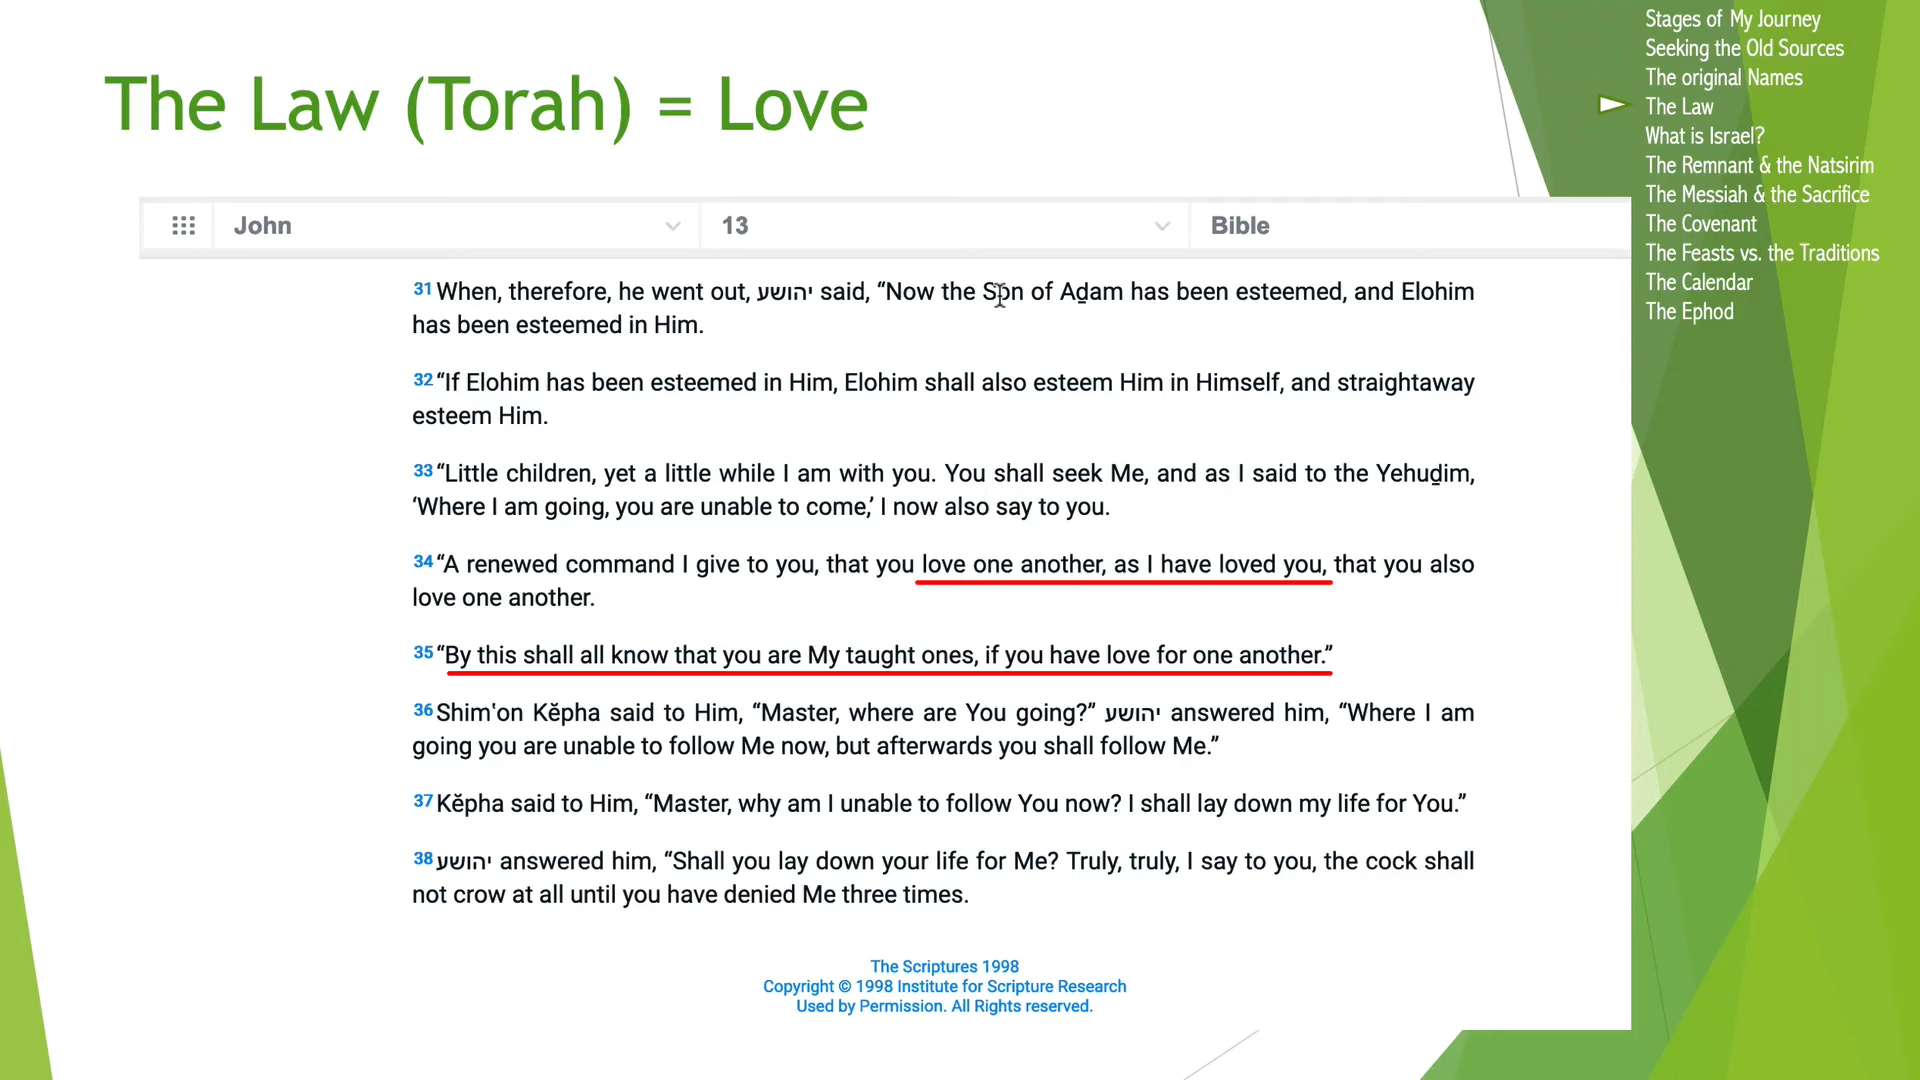 The Law (Torah) = Love
Stages of My Journey
Seeking the Old Sources
The original Names
The Law
What is Israel?
The Remnant & the Natsirim
The Messiah & the Sacrifice
The Covenant
The Feasts vs. the Traditions
The Calendar
The Ephod
John 13 Bible
31 When, therefore, he went out, יהושע said, “Now the Son of Aḏam has been esteemed, and Elohim
has been esteemed in Him.
32 “If Elohim has been esteemed in Him, Elohim shall also esteem Him in Himself, and straightaway
esteem Him.
33 “Little children, yet a little while I am with you. You shall seek Me, and as I said to the Yehuḏim,
‘Where I am going, you are unable to come,’ I now also say to you.
34 “A renewed command I give to you, that you love one another, as I have loved you, that you also
love one another.
35 “By this shall all know that you are My taught ones, if you have love for one another.”
36 Shim‛on Kĕpha said to Him, “Master, where are You going?” יהושע answered him, “Where I am
going you are unable to follow Me now, but afterwards you shall follow Me.”
37 Kĕpha said to Him, “Master, why am I unable to follow You now? I shall lay down my life for You.”
38 יהושע answered him, “Shall you lay down your life for Me? Truly, truly, I say to you, the cock shall
not crow at all until you have denied Me three times.
The Scriptures 1998
Copyright © 1998 Institute for Scripture Research
Used by Permission. All Rights reserved.